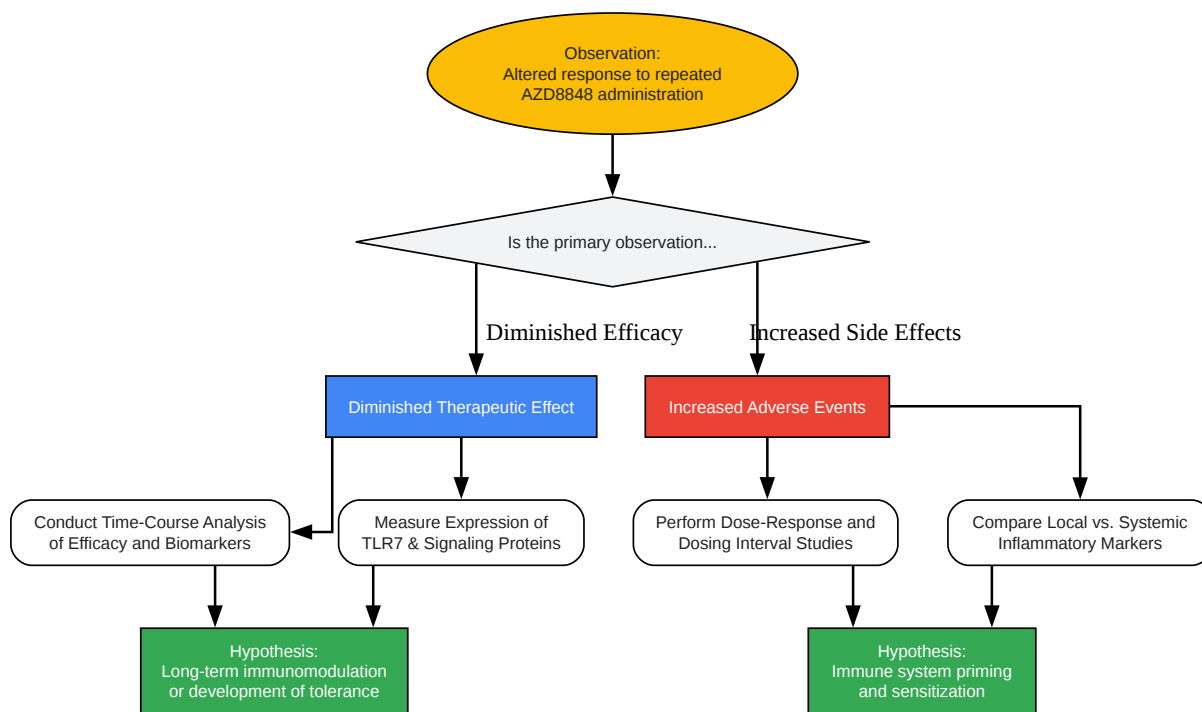 Observation:
Altered response to repeated
AZD8848 administration
Is the primary observation...
Diminished Efficacy
Increased Side Effects
Diminished Therapeutic Effect
Increased Adverse Events
Conduct Time-Course Analysis
of Efficacy and Biomarkers
Measure Expression of
TLR7 & Signaling Proteins
Perform Dose-Response and
Dosing Interval Studies
Compare Local vs. Systemic
Inflammatory Markers
Hypothesis:
Long-term immunomodulation
or development of tolerance
Hypothesis:
Immune system priming
and sensitization